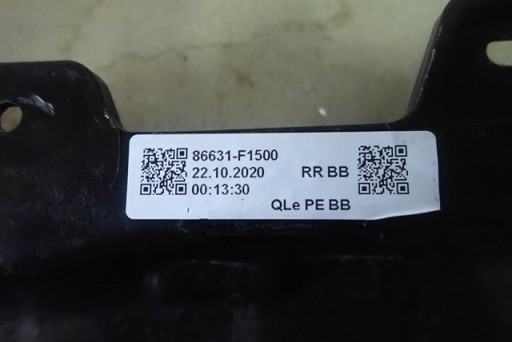 86631-F1500
22.10.2020 RR BB
00:13:30
QLe PE BB